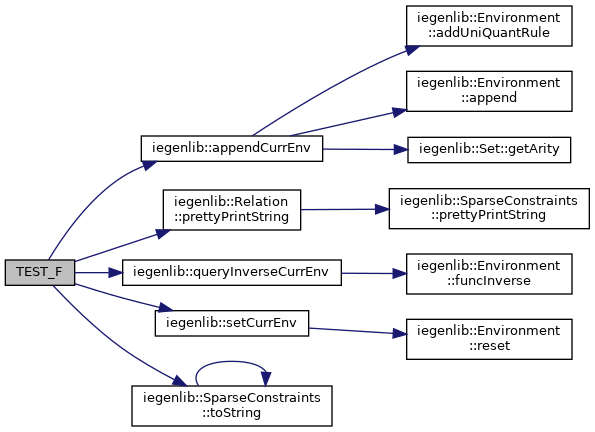 TEST_F
iegenlib::appendCurrEnv
iegenlib::Environment
::addUniQuantRule
iegenlib::Environment
::append
iegenlib::Set::getArity
iegenlib::Relation
::prettyPrintString
iegenlib::SparseConstraints
::prettyPrintString
iegenlib::queryInverseCurrEnv
iegenlib::Environment
::funcInverse
iegenlib::setCurrEnv
iegenlib::Environment
::reset
iegenlib::SparseConstraints
::toString